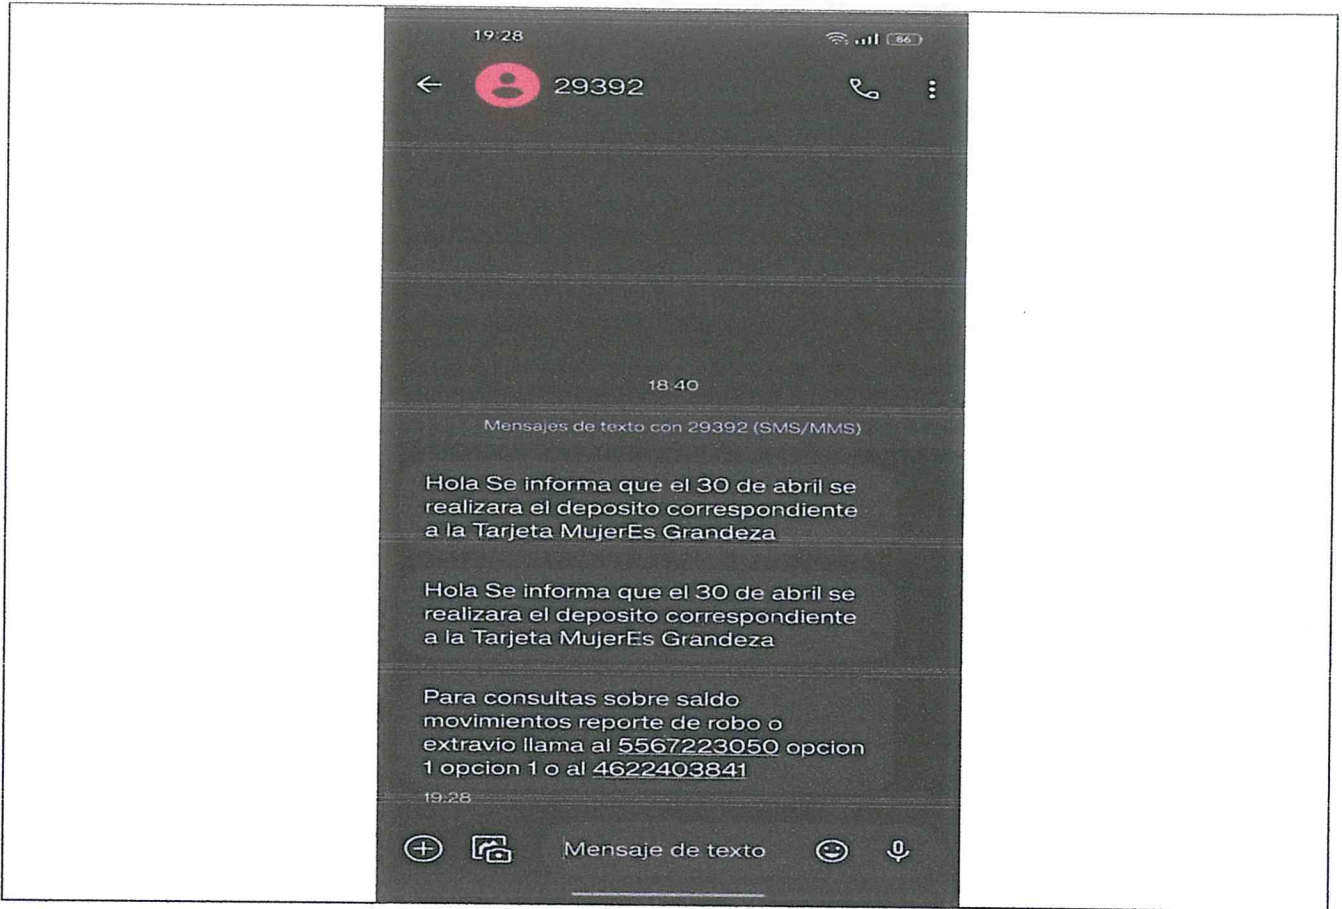 19:28
86
29392
18:40
Mensajes de texto con 29392 (SMS/MMS)
Hola Se informa que el 30 de abril se
realizara el deposito correspondiente
a la Tarjeta MujerEs Grandeza
Hola Se informa que el 30 de abril se
realizara el deposito correspondiente
a la Tarjeta MujerEs Grandeza
Para consultas sobre saldo
movimientos reporte de robo o
extravio llama al 5567223050 opcion
1 opcion 1 o al 4622403841
19:28
Mensaje de texto